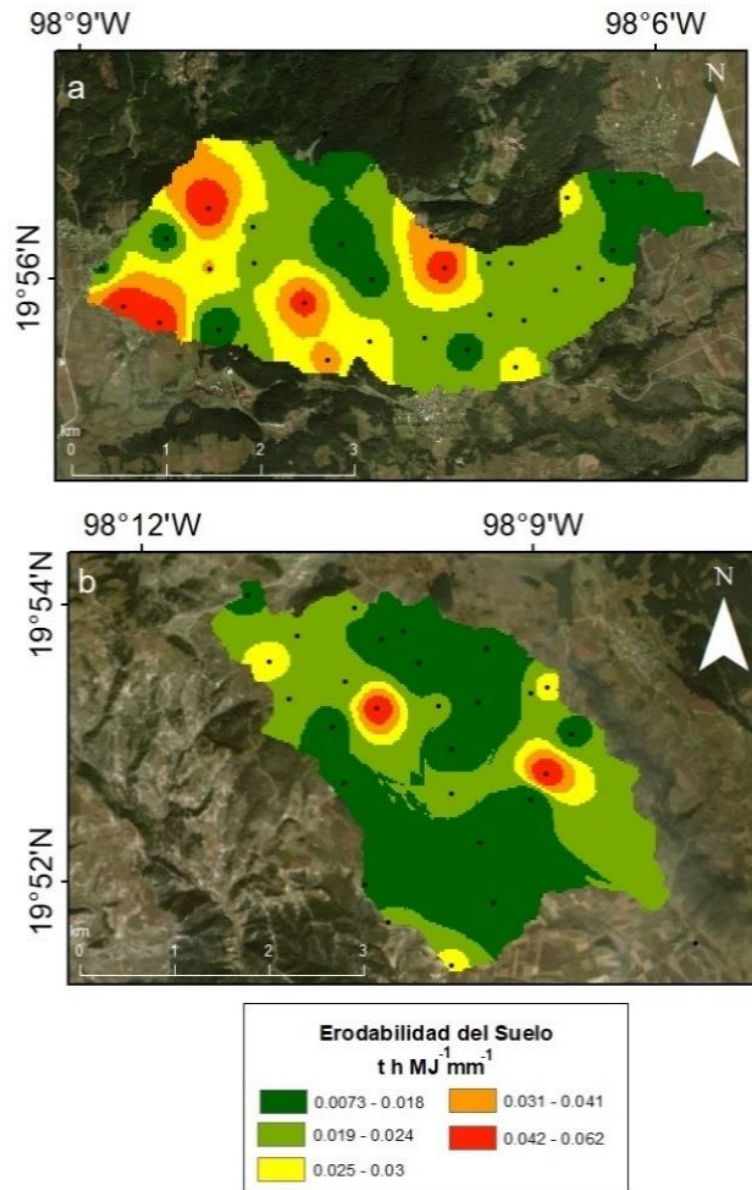 98°9'W 98°6'W
a
N
19°56'N
km
0 1 2 3
98°12'W 98°9'W
b
N
19°54'N
19°52'N
km
0 1 2 3
Erodabilidad del Suelo
t h MJ⁻¹mm⁻¹
0.0073 - 0.018 0.031 - 0.041
0.019 - 0.024 0.042 - 0.062
0.025 - 0.03